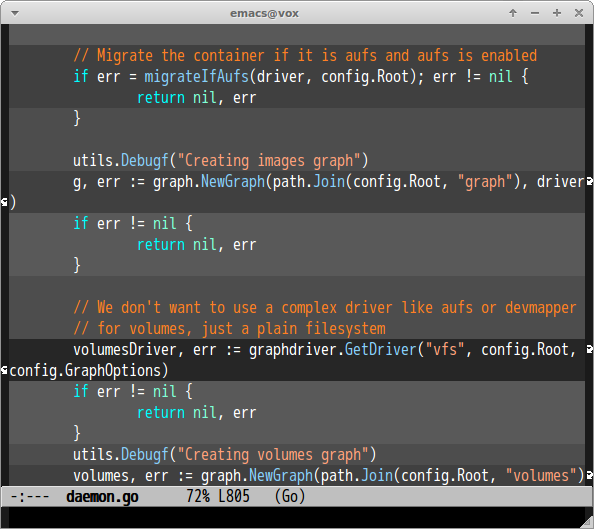 emacs@vox
// Migrate the container if it is aufs and aufs is enabled
if err = migrateIfAufs(driver, config.Root); err != nil {
return nil, err
}
utils.Debugf("Creating images graph")
g, err := graph.NewGraph(path.Join(config.Root, "graph"), driver
)
if err != nil {
return nil, err
}
// We don't want to use a complex driver like aufs or devmapper
// for volumes, just a plain filesystem
volumesDriver, err := graphdriver.GetDriver("vfs", config.Root,
config.GraphOptions)
if err != nil {
return nil, err
}
utils.Debugf("Creating volumes graph")
volumes, err := graph.NewGraph(path.Join(config.Root, "volumes")
-:--- daemon.go 72% L805 (Go)